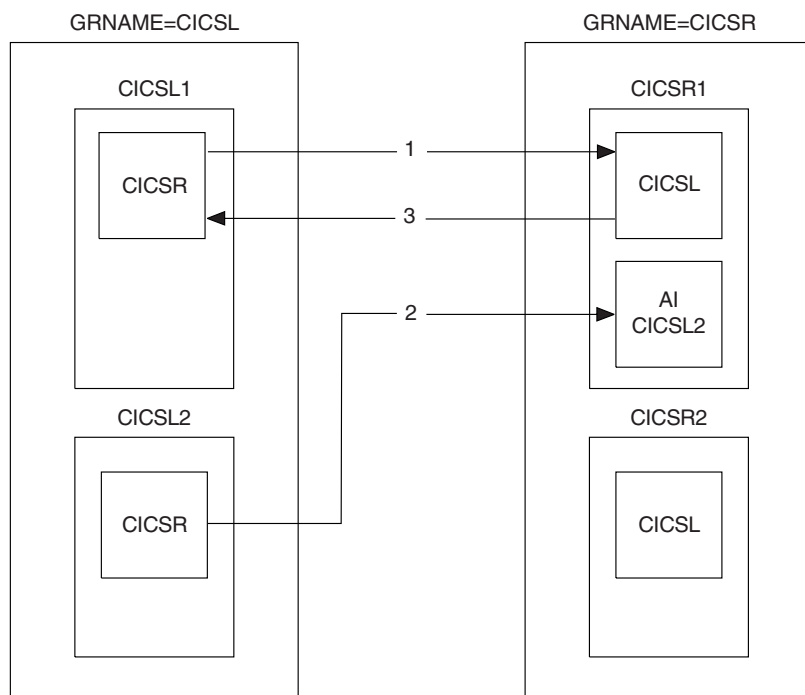 GRNAME=CICSL
GRNAME=CICSR
CICSL1
CICSR1
CICSR
1
CICSL
3
AI
CICSL2
2
CICSL2
CICSR2
CICSR
CICSL